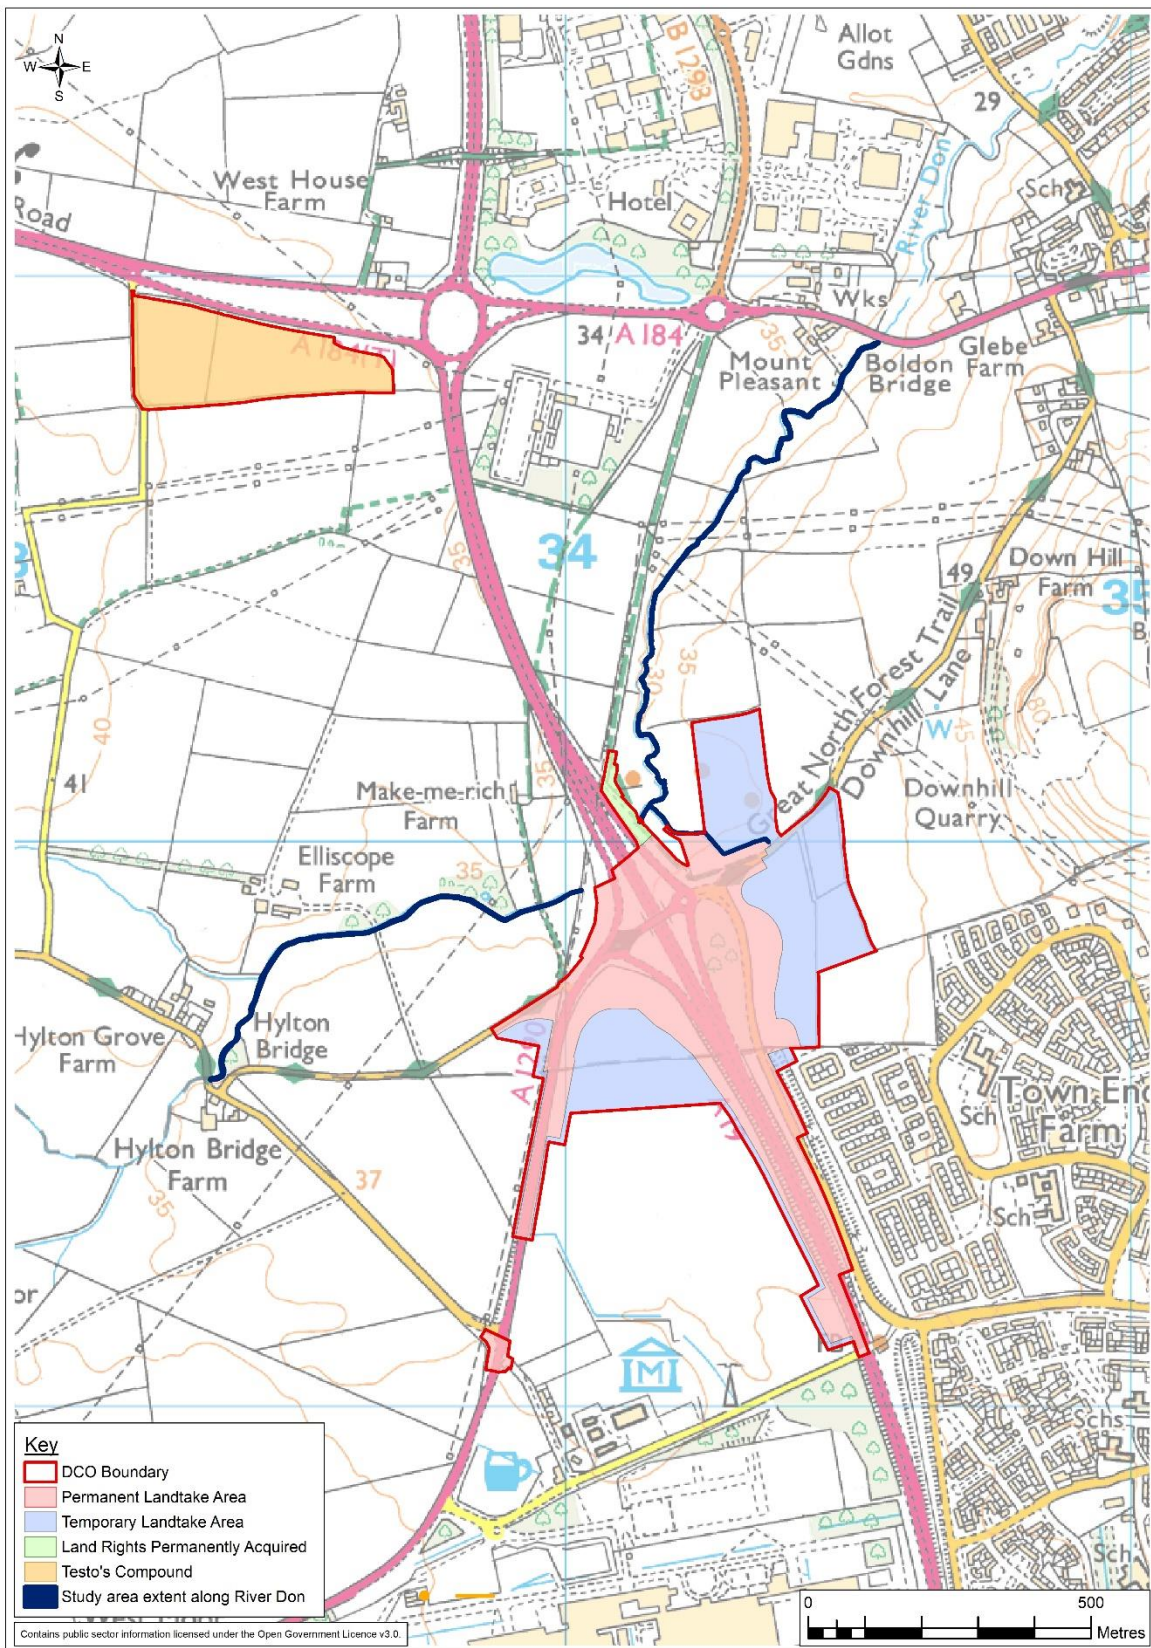 N
W E
S
Allot
Gdns
B 1293
29
River Don
West House
Farm
Hotel
Sch
Road
Wks
A 184(T)
34
A 184
35
Mount
Pleasant
Boldon
Bridge
Glebe
Farm
35
34
Down Hill
Farm
49
35
B
Great North Forest Trail
Downhill Lane
35
30
W
45
80
40
41
35
Make-me-rich
Farm
Downhill
Quarry
Elliscope
Farm
35
Hylton Grove
Farm
Hylton
Bridge
A 1290
A19
Town End
Farm
Sch
Hylton Bridge
Farm
35
37
Sch
or
M
Schs
Sch
Key
DCO Boundary
Permanent Landtake Area
Temporary Landtake Area
Land Rights Permanently Acquired
Testo's Compound
Study area extent along River Don
Contains public sector information licensed under the Open Government Licence v3.0.
0 500
Metres